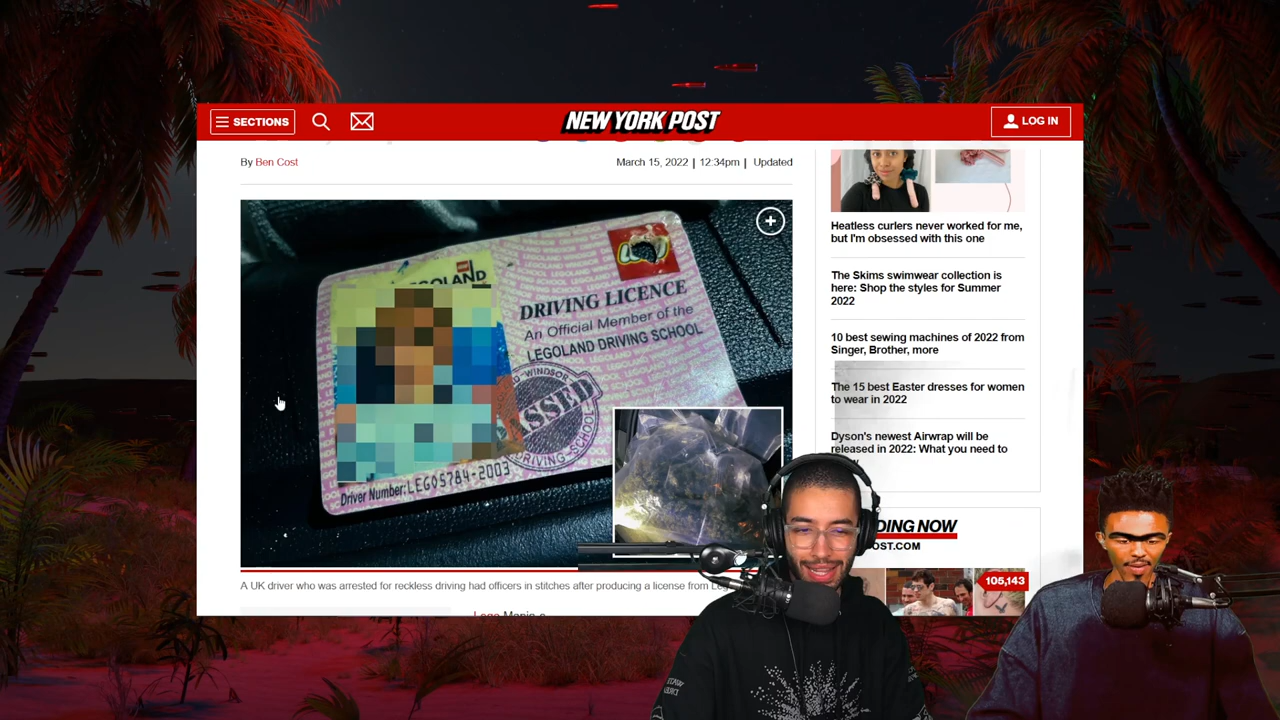 SECTIONS
NEW YORK POST
LOG IN
By Ben Cost
March 15, 2022 | 12:34pm | Updated
LEGOLAND
DRIVING LICENCE
An Official Member of the
LEGOLAND DRIVING SCHOOL
Driver Number: LEGO5784-2003
A UK driver who was arrested for reckless driving had officers in stitches after producing a license from
Heatless curlers never worked for me,
but I'm obsessed with this one
The Skims swimwear collection is
here: Shop the styles for Summer
2022
10 best sewing machines of 2022 from
Singer, Brother, more
The 15 best Easter dresses for women
to wear in 2022
Dyson's newest Airwrap will be
released in 2022: What you need to
105,143